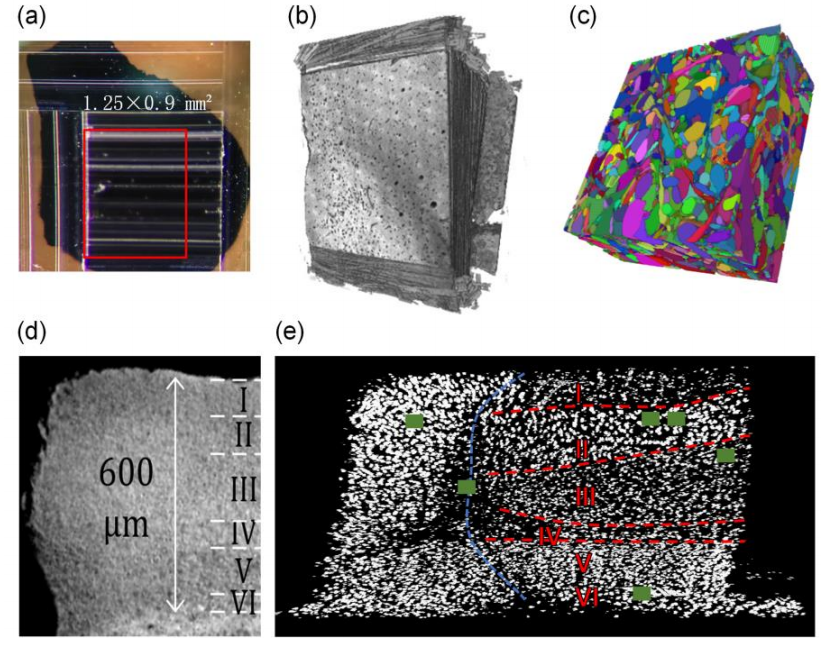 (a)
(b)
(c)
1.25×0.9 mm²
(d)
(e)
I
II
III
IV
V
VI
600
μm
I
II
III
IV
V
VI